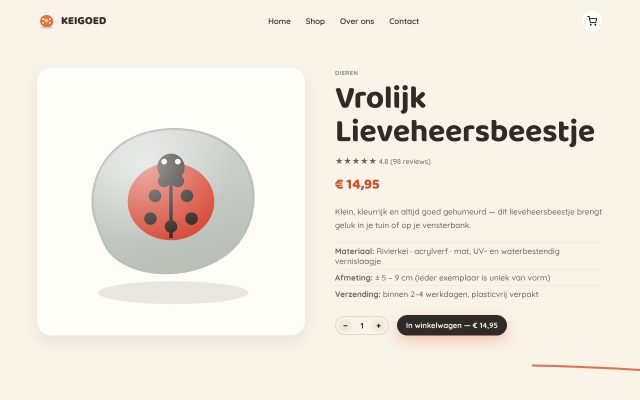 KEIGOED
Home Shop Over ons Contact
DIEREN
Vrolijk
Lieveheersbeestje
★★★★★ 4.8 (98 reviews)
€ 14,95
Klein, kleurrijk en altijd goed gehumeurd — dit lieveheersbeestje brengt
geluk in je tuin of op je vensterbank.
Materiaal: Rivierkei · acrylverf · mat, UV- en waterbestendig
vernislaagje
Afmeting: ± 5 – 9 cm (ieder exemplaar is uniek van vorm)
Verzending: binnen 2–4 werkdagen, plasticvrij verpakt
− 1 + In winkelwagen — € 14,95